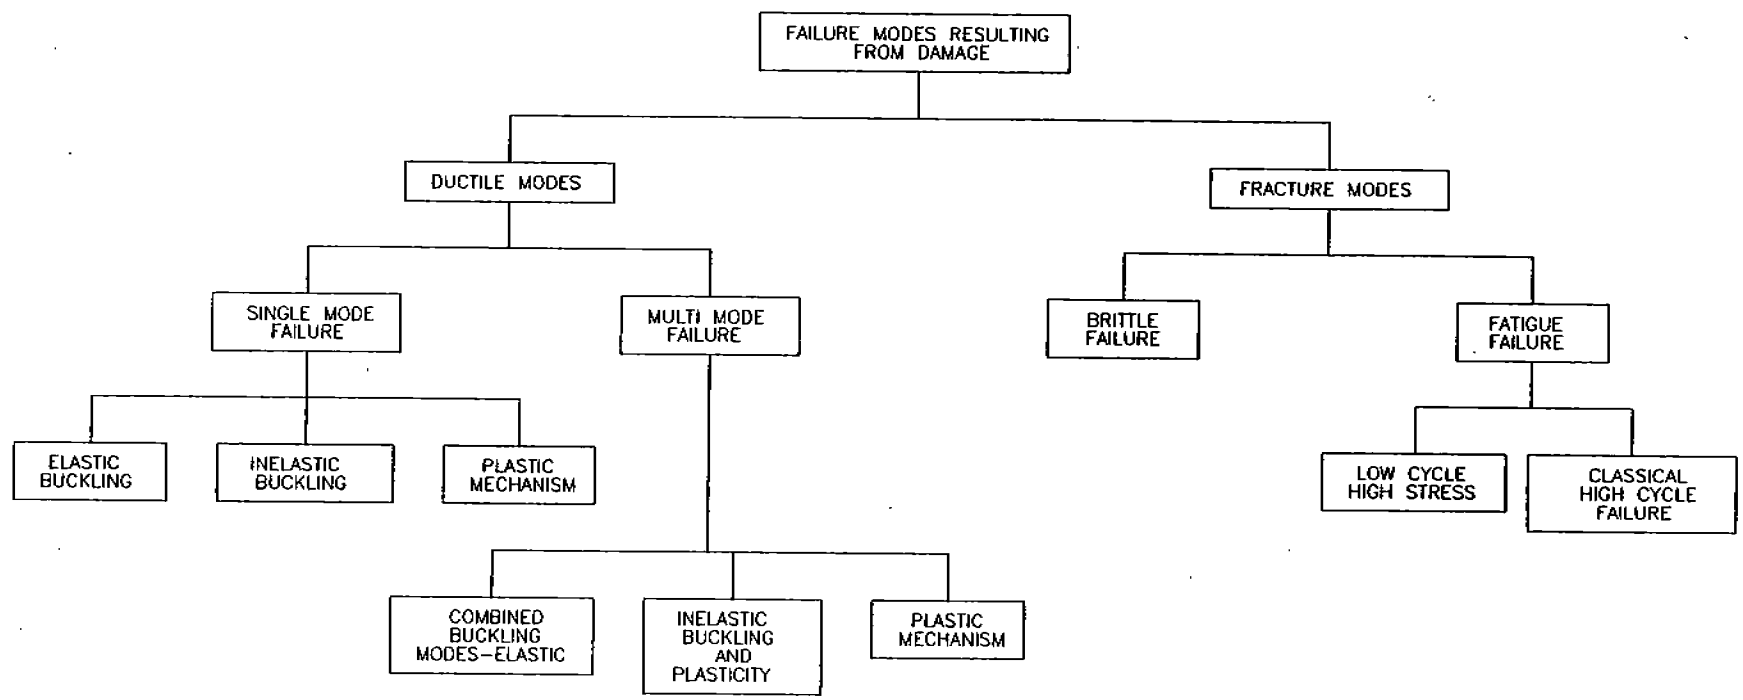 FAILURE MODES RESULTING
FROM DAMAGE
DUCTILE MODES
FRACTURE MODES
SINGLE MODE
FAILURE
MULTI MODE
FAILURE
BRITTLE
FAILURE
FATIGUE
FAILURE
ELASTIC
BUCKLING
INELASTIC
BUCKLING
PLASTIC
MECHANISM
LOW CYCLE
HIGH STRESS
CLASSICAL
HIGH CYCLE
FAILURE
COMBINED
BUCKLING
MODES-ELASTIC
INELASTIC
BUCKLING
AND
PLASTICITY
PLASTIC
MECHANISM